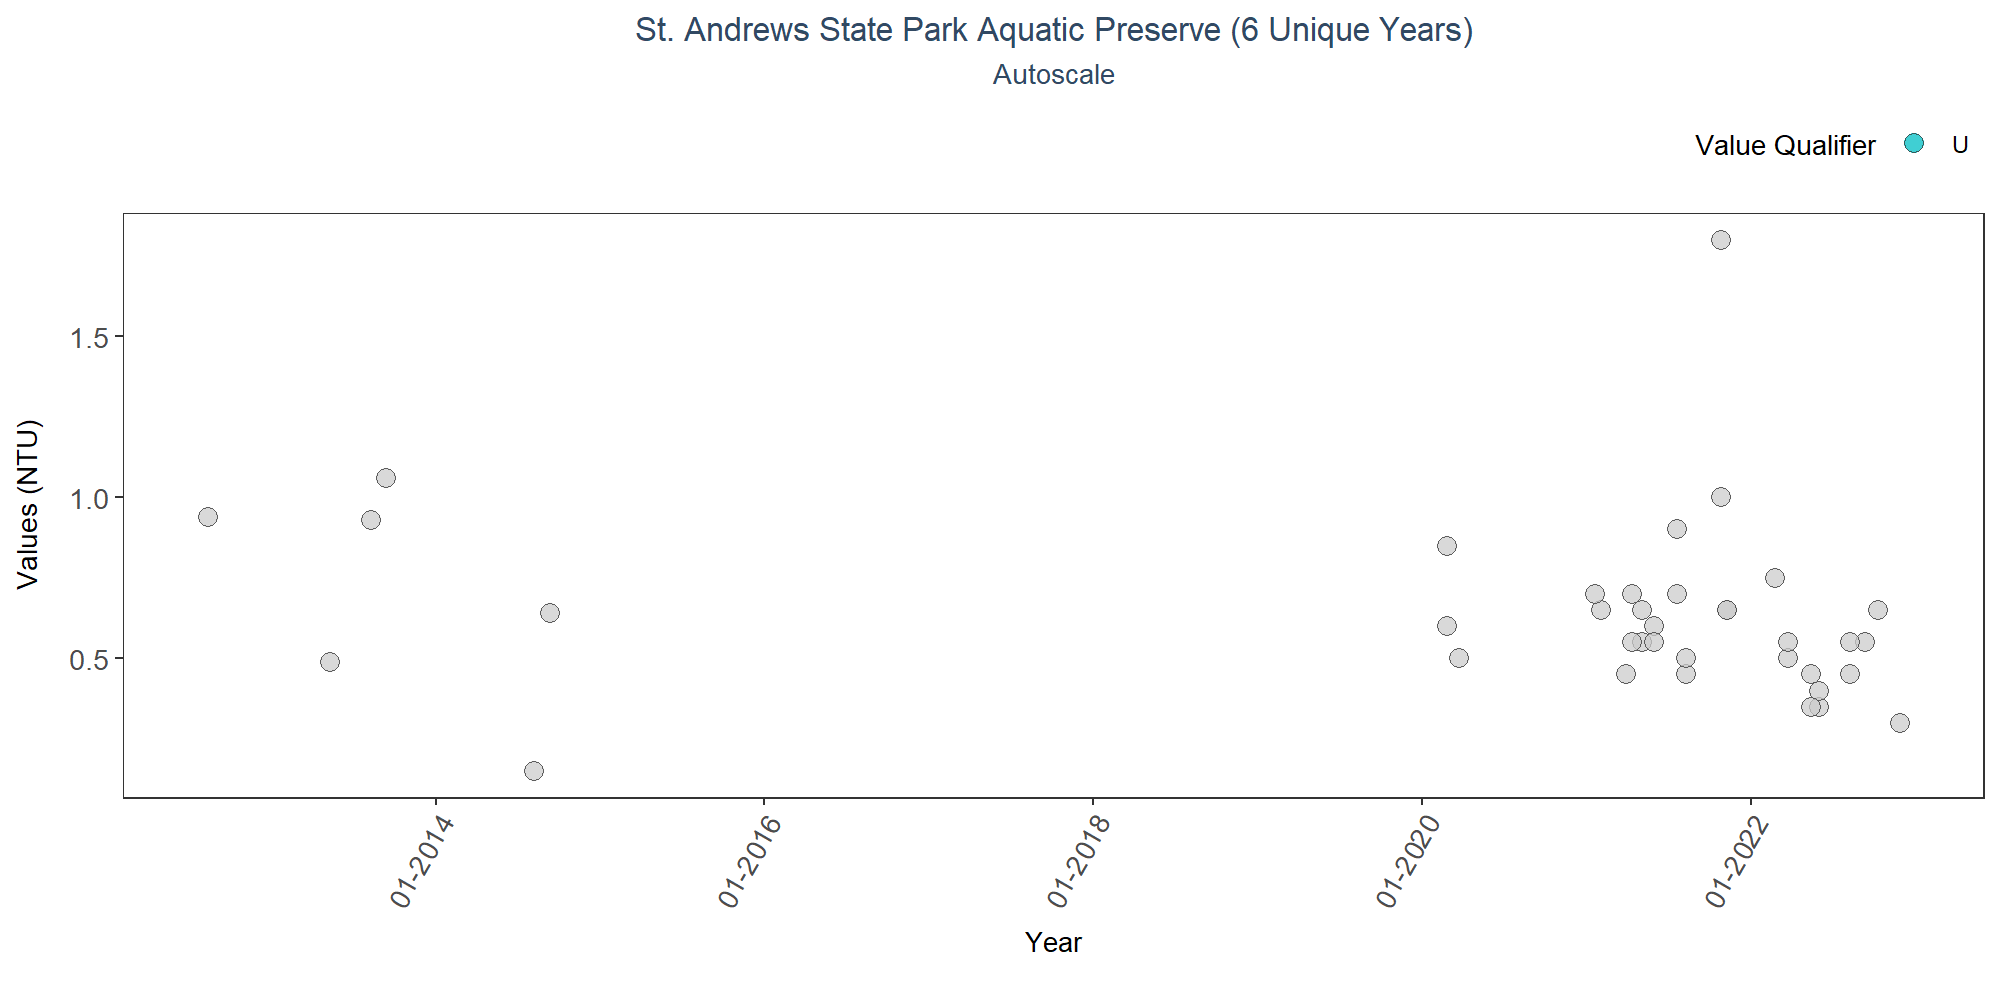 St. Andrews State Park Aquatic Preserve (6 Unique Years)
Autoscale
Value Qualifier U
1.5
1.0
0.5
Values (NTU)
01-2014 01-2016 01-2018 01-2020 01-2022
Year